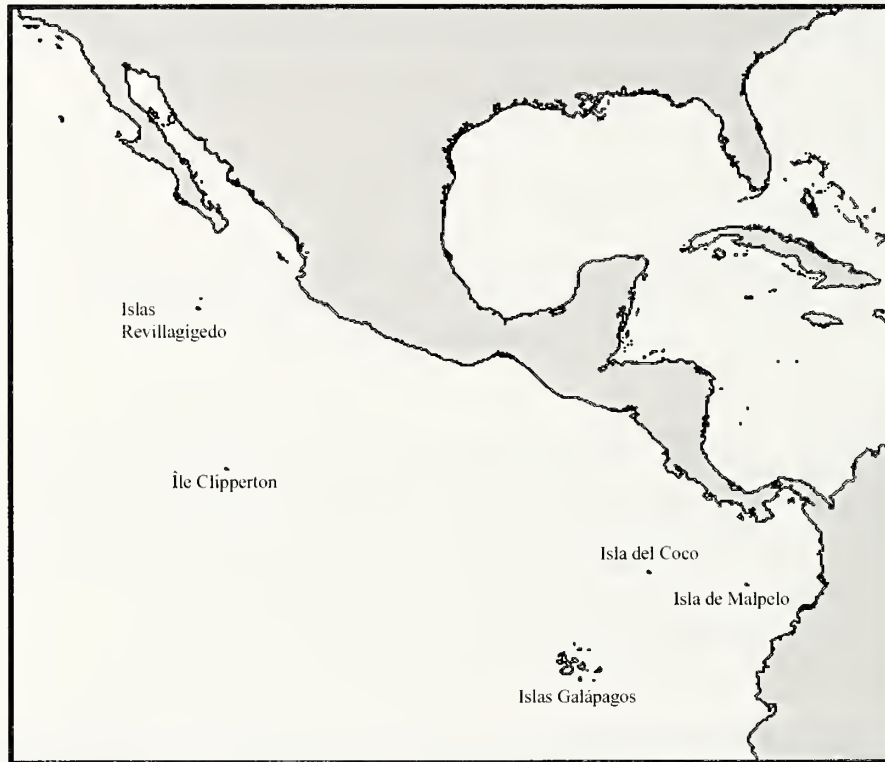 Islas
Revillagigedo
Île Clipperton
Isla del Coco
Isla de Malpelo
Islas Galápagos